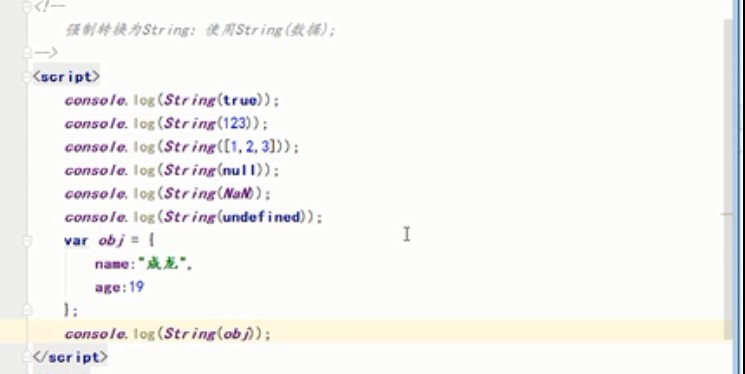 <!--
强制转换为String: 使用String(数据);
-->
<script>
console.log(String(true));
console.log(String(123));
console.log(String([1,2,3]));
console.log(String(null));
console.log(String(NaN));
console.log(String(undefined));
var obj = {
name:"成龙",
age:19
};
console.log(String(obj));
</script>